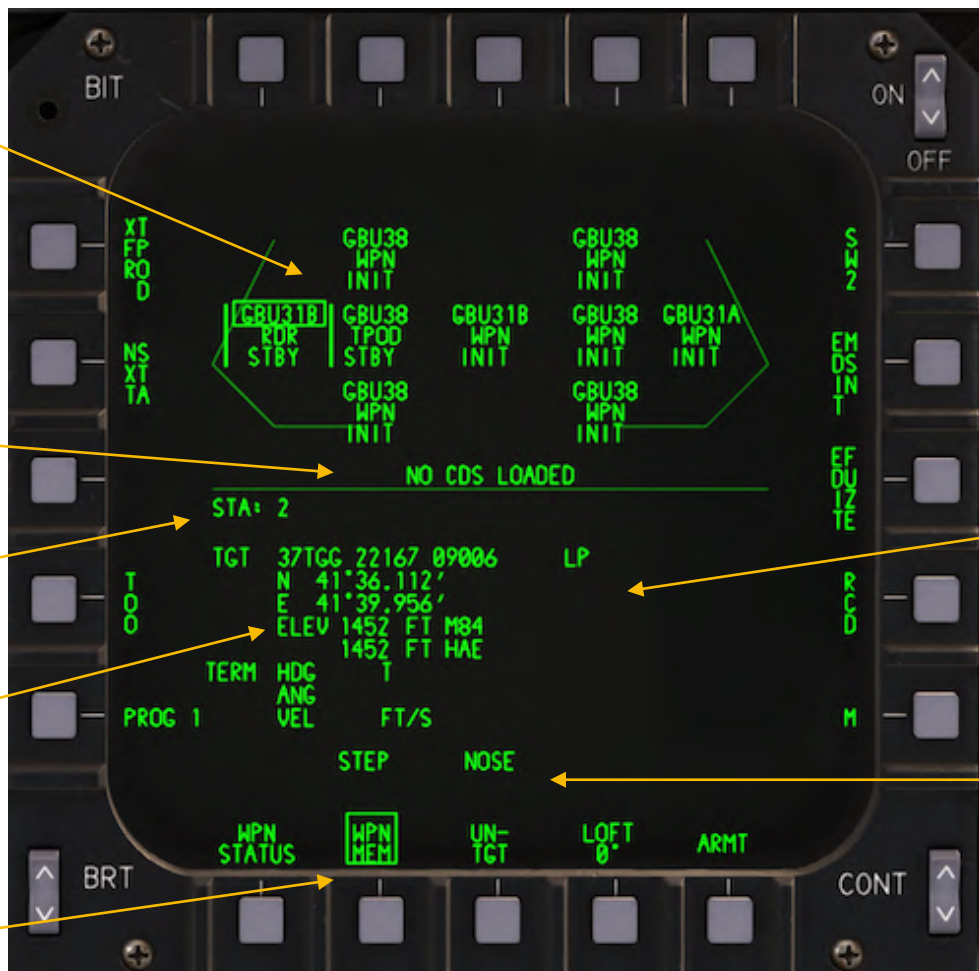 BIT
ON
OFF
XT
FP
RO
D
GBU38
WPN
INIT
GBU38
WPN
INIT
S
W
2
GBU31B
RDR
STBY
GBU38
TPOD
STBY
GBU31B
WPN
INIT
GBU38
WPN
INIT
GBU31A
WPN
INIT
NS
XT
TA
EM
DS
IN
T
GBU38
WPN
INIT
GBU38
WPN
INIT
NO CDS LOADED
EF
DU
IZ
TE
STA: 2
TGT 37TGG 22167 09006 LP
N 41°36.112'
E 41°39.956'
ELEV 1452 FT M84
1452 FT HAE
T
O
O
R
C
D
TERM HDG T
ANG
VEL FT/S
PROG 1
M
STEP NOSE
WPN
STATUS
WPN
MEM
UN-
TGT
LOFT
0°
ARMT
BRT
CONT